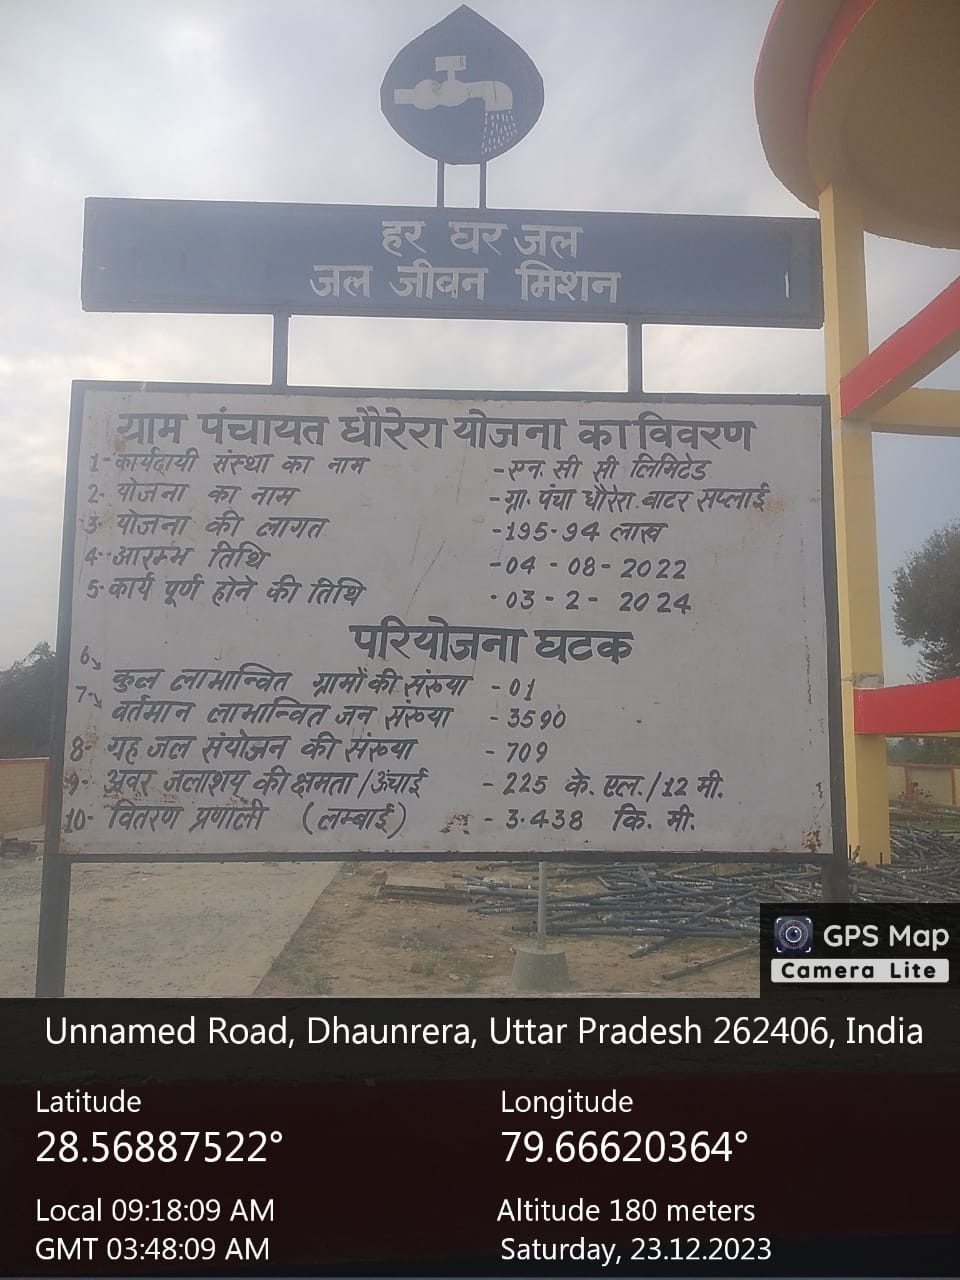 हर घर जल
जल जीवन मिशन
ग्राम पंचायत धौरेरा योजना का विवरण
1- कार्यदायी संस्था का नाम - एन. सी सी लिमिटेड
2- योजना का नाम - ग्रा. पंचा धौरेरा वाटर सप्लाई
3- योजना की लागत - 195-94 लाख
4- आरम्भ तिथि - 04 - 08 - 2022
5- कार्य पूर्ण होने की तिथि - 03 - 2 - 2024
परियोजना घटक
6- कुल लाभान्वित ग्रामों की संख्या - 01
7- वर्तमान लाभान्वित जन संख्या - 3590
8- ग्रह जल संयोजन की संख्या - 709
9- अवर जलाशय की क्षमता / ऊंचाई - 225 के. एल. / 12 मी.
10- वितरण प्रणाली (लम्बाई) - 3.438 कि. मी.
GPS Map
Camera Lite
Unnamed Road, Dhaunrera, Uttar Pradesh 262406, India
Latitude Longitude
28.56887522° 79.66620364°
Local 09:18:09 AM Altitude 180 meters
GMT 03:48:09 AM Saturday, 23.12.2023